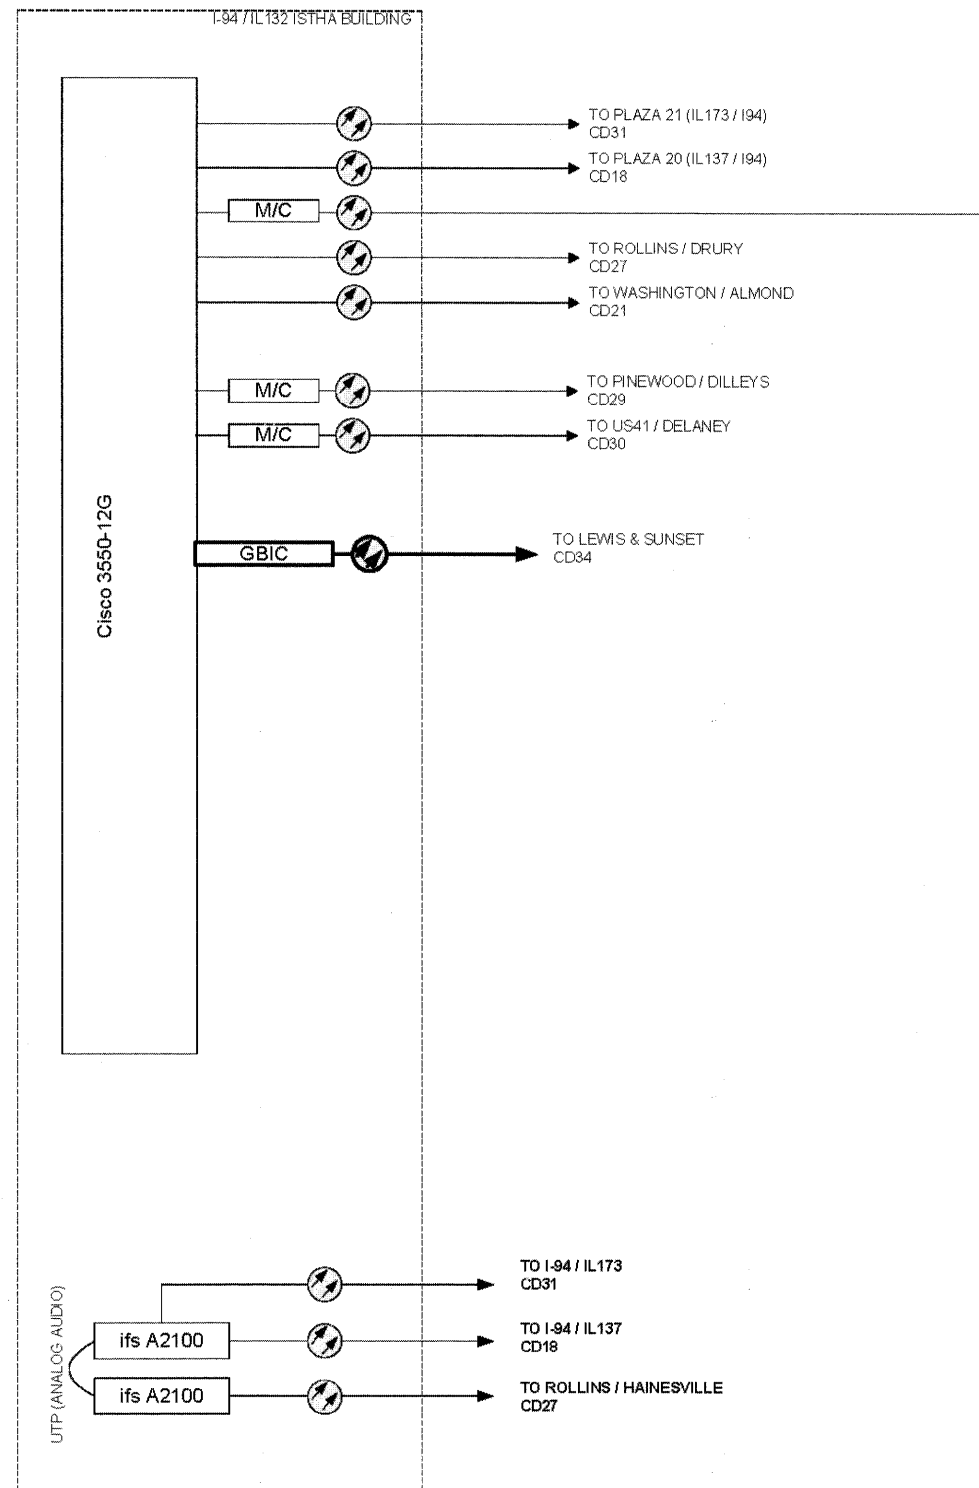 I-94 / IL132 ISTHA BUILDING
TO PLAZA 21 (IL173 / I94)
CD31
TO PLAZA 20 (IL137 / I94)
CD18
M/C
TO ROLLINS / DRURY
CD27
TO WASHINGTON / ALMOND
CD21
M/C
TO PINEWOOD / DILLEYS
CD29
M/C
TO US41 / DELANEY
CD30
Cisco 3550-12G
GBIC
TO LEWIS & SUNSET
CD34
TO I-94 / IL173
CD31
UTP (ANALOG AUDIO)
ifs A2100
TO I-94 / IL137
CD18
ifs A2100
TO ROLLINS / HAINESVILLE
CD27